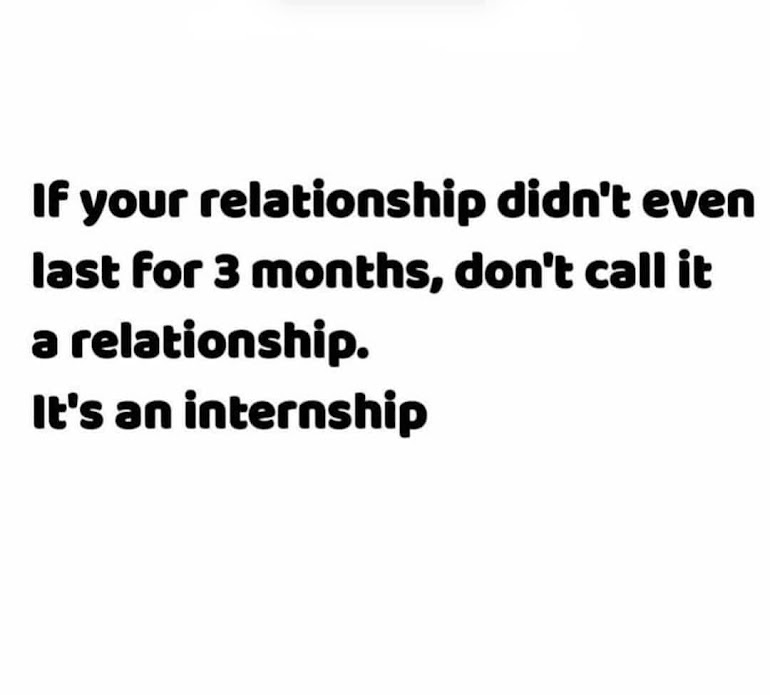 If your relationship didn't even
last for 3 months, don't call it
a relationship.
It's an internship